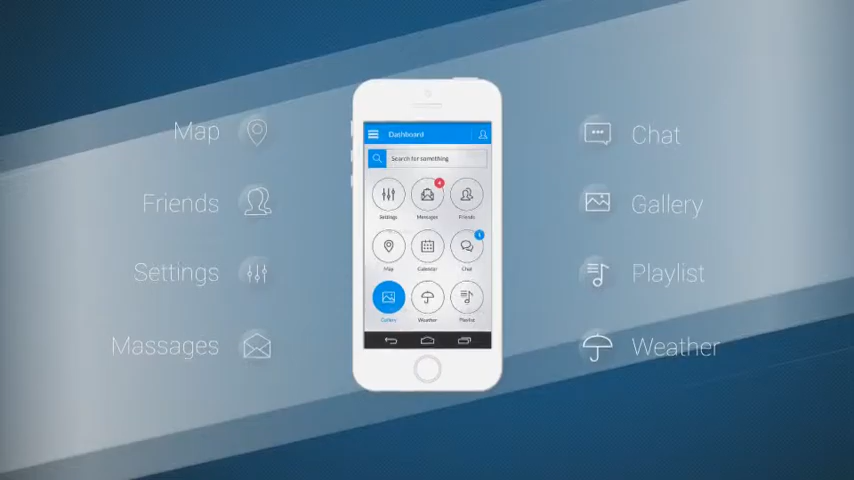 Map
Friends
Settings
Massages
Dashboard
Search for something
4
Settings
Messages
Friends
Map
Calendar
Chat
Gallery
Weather
Playlist
Chat
Gallery
Playlist
Weather